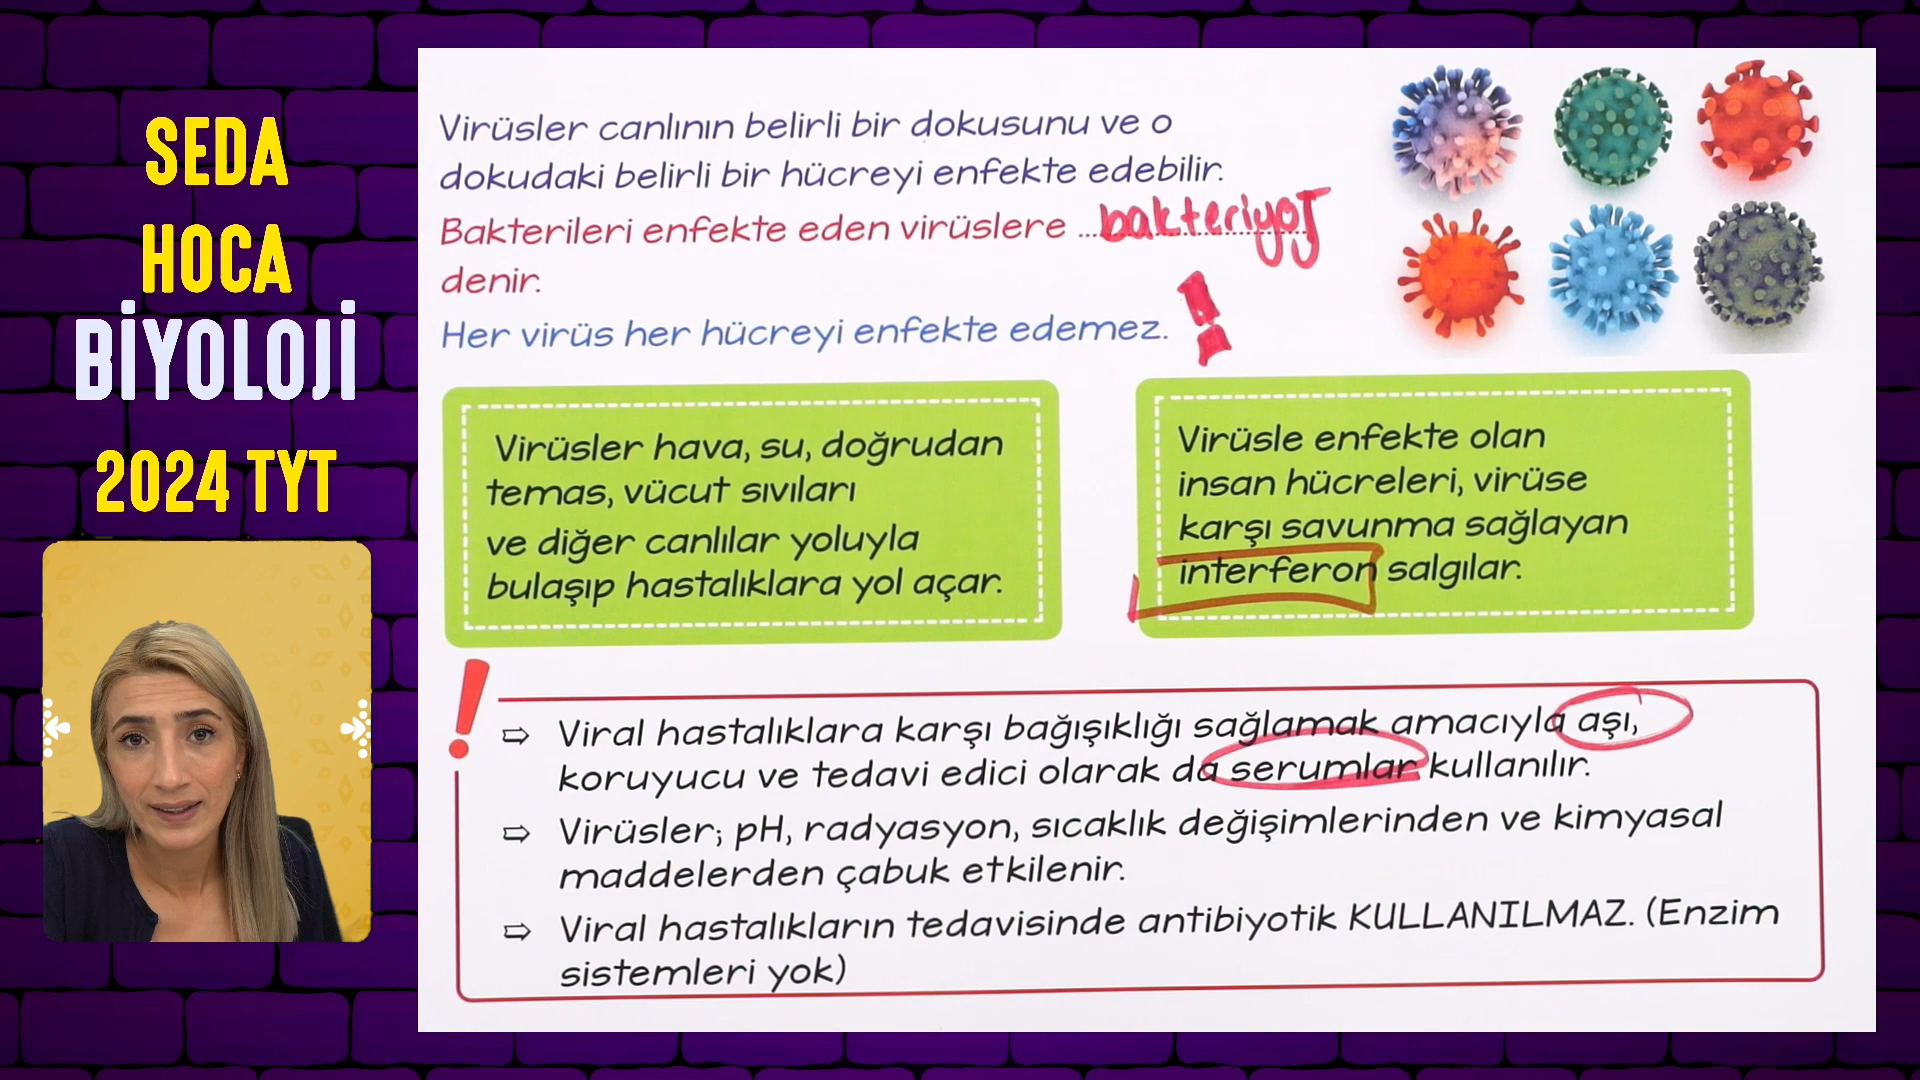 SEDA
HOCA
BİYOLOJİ
2024 TYT
Virüsler canlının belirli bir dokusunu ve o
dokudaki belirli bir hücreyi enfekte edebilir.
Bakterileri enfekte eden virüslere ...bakteriyoj
denir.
Her virüs her hücreyi enfekte edemez. !
Virüsler hava, su, doğrudan
temas, vücut sıvıları
ve diğer canlılar yoluyla
bulaşıp hastalıklara yol açar.
Virüsle enfekte olan
insan hücreleri, virüse
karşı savunma sağlayan
interferon salgılar.
!
⇨ Viral hastalıklara karşı bağışıklığı sağlamak amacıyla aşı,
koruyucu ve tedavi edici olarak da serumlar kullanılır.
⇨ Virüsler; pH, radyasyon, sıcaklık değişimlerinden ve kimyasal
maddelerden çabuk etkilenir.
⇨ Viral hastalıkların tedavisinde antibiyotik KULLANILMAZ. (Enzim
sistemleri yok)